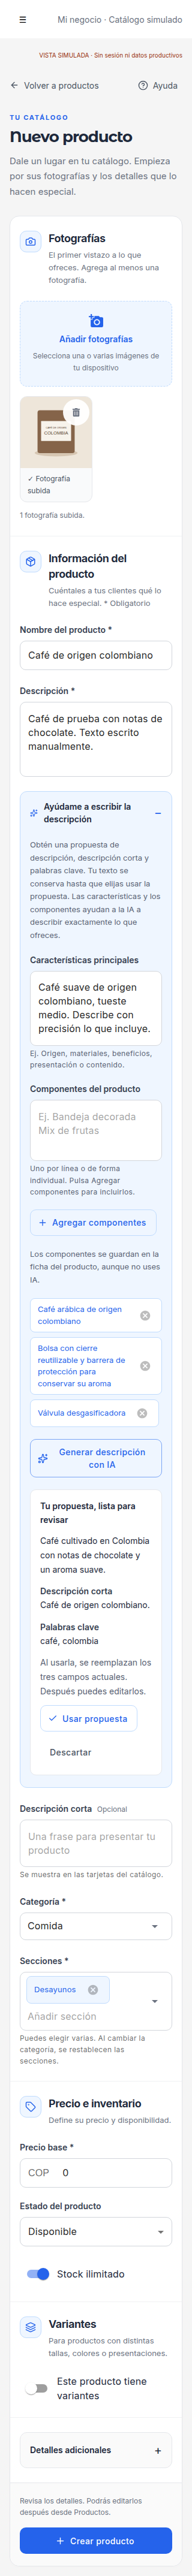 Mi negocio · Catálogo simulado
VISTA SIMULADA · Sin sesión ni datos productivos
Volver a productos
Ayuda
TU CATÁLOGO
Nuevo producto
Dale un lugar en tu catálogo. Empieza
por sus fotografías y los detalles que lo
hacen especial.
Fotografías
El primer vistazo a lo que
ofreces. Agrega al menos una
fotografía.
Añadir fotografías
Selecciona una o varias imágenes de
tu dispositivo
COLOMBIA
✓ Fotografía
subida
1 fotografía subida.
Información del
producto
Cuéntales a tus clientes qué lo
hace especial. * Obligatorio
Nombre del producto *
Café de origen colombiano
Descripción *
Café de prueba con notas de
chocolate. Texto escrito
manualmente.
Ayúdame a escribir la
descripción
Obtén una propuesta de
descripción, descripción corta y
palabras clave. Tu texto se
conserva hasta que elijas usar la
propuesta. Las características y los
componentes ayudan a la IA a
describir exactamente lo que
ofreces.
Características principales
Café suave de origen
colombiano, tueste
medio. Describe con
precisión lo que incluye.
Ej. Origen, materiales, beneficios,
presentación o contenido.
Componentes del producto
Ej. Bandeja decorada
Mix de frutas
Uno por línea o de forma
individual. Pulsa Agregar
componentes para incluirlos.
+ Agregar componentes
Los componentes se guardan en la
ficha del producto, aunque no uses
IA.
Café arábica de origen
colombiano
Bolsa con cierre
reutilizable y barrera de
protección para
conservar su aroma
Válvula desgasificadora
Generar descripción
con IA
Tu propuesta, lista para
revisar
Café cultivado en Colombia
con notas de chocolate y
un aroma suave.
Descripción corta
Café de origen colombiano.
Palabras clave
café, colombia
Al usarla, se reemplazan los
tres campos actuales.
Después puedes editarlos.
Usar propuesta
Descartar
Descripción corta Opcional
Una frase para presentar tu
producto
Se muestra en las tarjetas del catálogo.
Categoría *
Comida
Secciones *
Desayunos
Añadir sección
Puedes elegir varias. Al cambiar la
categoría, se restablecen las
secciones.
Precio e inventario
Define su precio y disponibilidad.
Precio base *
COP 0
Estado del producto
Disponible
Stock ilimitado
Variantes
Para productos con distintas
tallas, colores o presentaciones.
Este producto tiene
variantes
Detalles adicionales
Revisa los detalles. Podrás editarlos
después desde Productos.
+ Crear producto